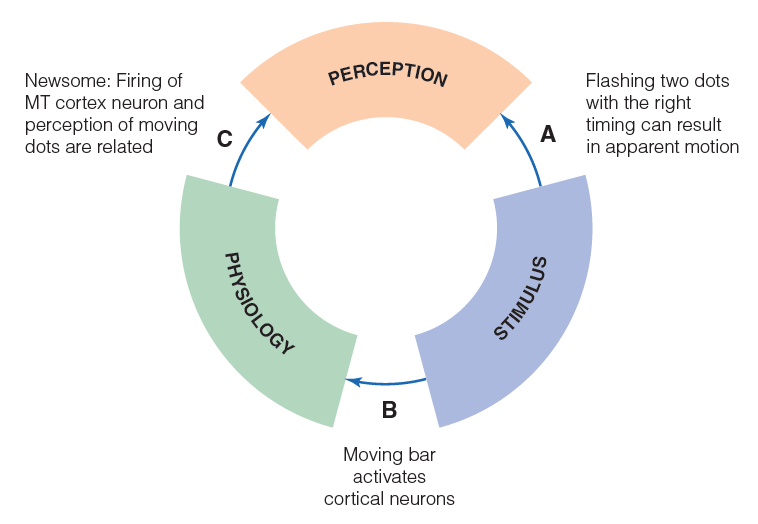 PERCEPTION
Newsome: Firing of
MT cortex neuron and
perception of moving
dots are related
C
A
Flashing two dots
with the right
timing can result
in apparent motion
PHYSIOLOGY
STIMULUS
B
Moving bar
activates
cortical neurons